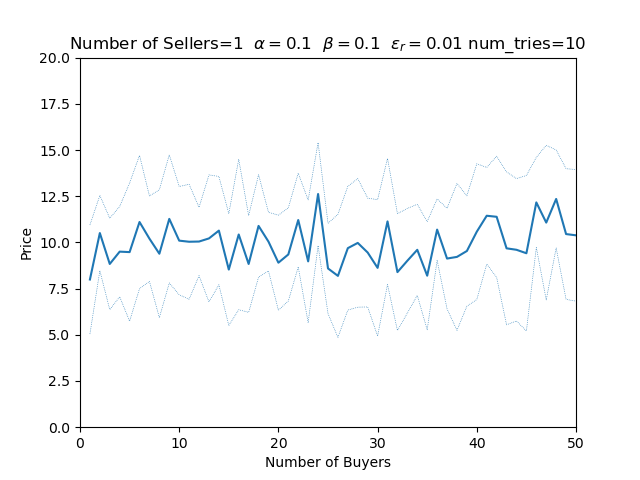 Number of Sellers=1 α = 0.1 β = 0.1 ε_r = 0.01 num_tries=10
20.0
17.5
15.0
12.5
10.0
7.5
5.0
2.5
0.0
Price
0 10 20 30 40 50
Number of Buyers